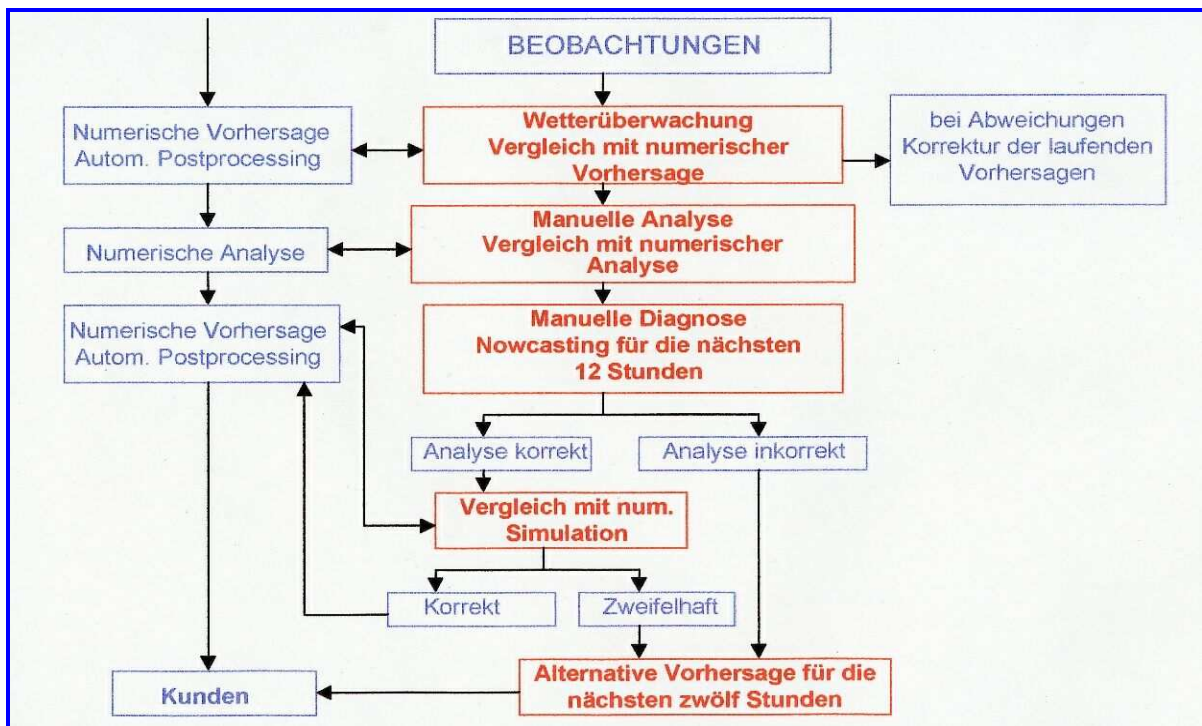 BEOBACHTUNGEN
Numerische Vorhersage
Autom. Postprocessing
Wetterüberwachung
Vergleich mit numerischer
Vorhersage
bei Abweichungen
Korrektur der laufenden
Vorhersagen
Numerische Analyse
Manuelle Analyse
Vergleich mit numerischer
Analyse
Numerische Vorhersage
Autom. Postprocessing
Manuelle Diagnose
Nowcasting für die nächsten
12 Stunden
Analyse korrekt
Analyse inkorrekt
Vergleich mit num.
Simulation
Korrekt
Zweifelhaft
Kunden
Alternative Vorhersage für die
nächsten zwölf Stunden